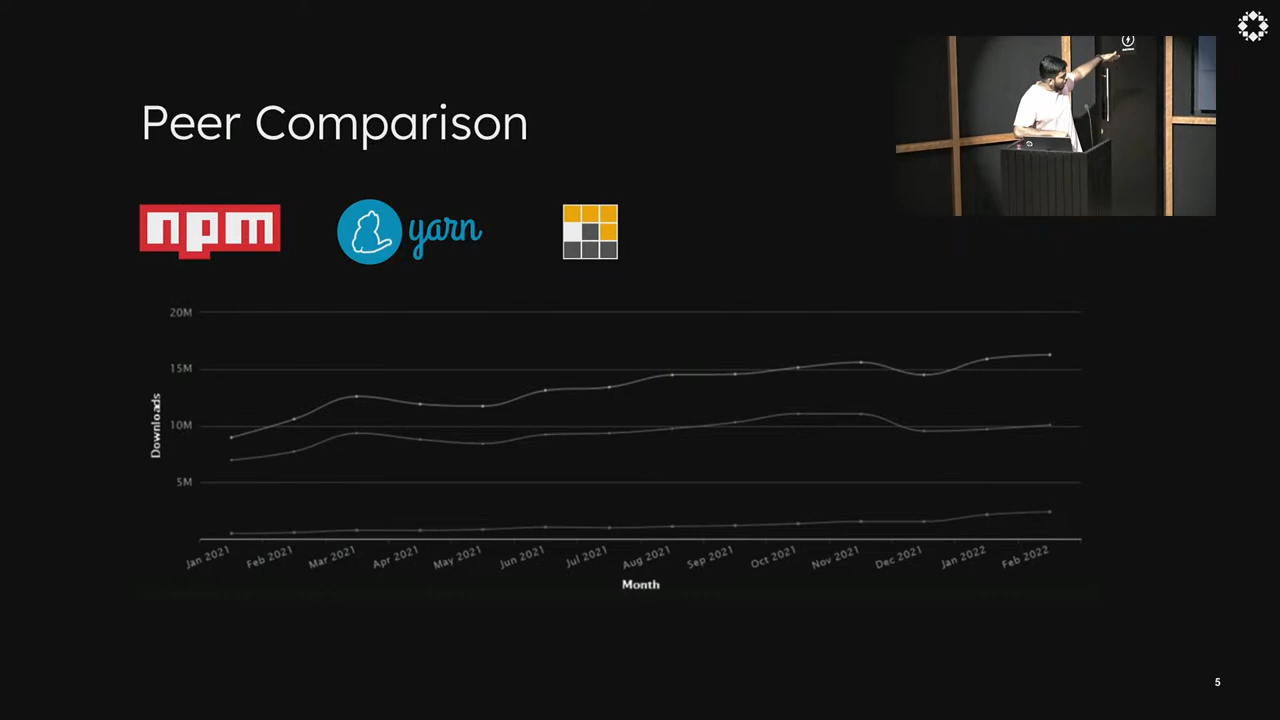 Peer Comparison
npm
yarn
20M
15M
10M
5M
Downloads
Jan 2021
Feb 2021
Mar 2021
Apr 2021
May 2021
Jun 2021
Jul 2021
Aug 2021
Sep 2021
Oct 2021
Nov 2021
Dec 2021
Jan 2022
Feb 2022
Month
5